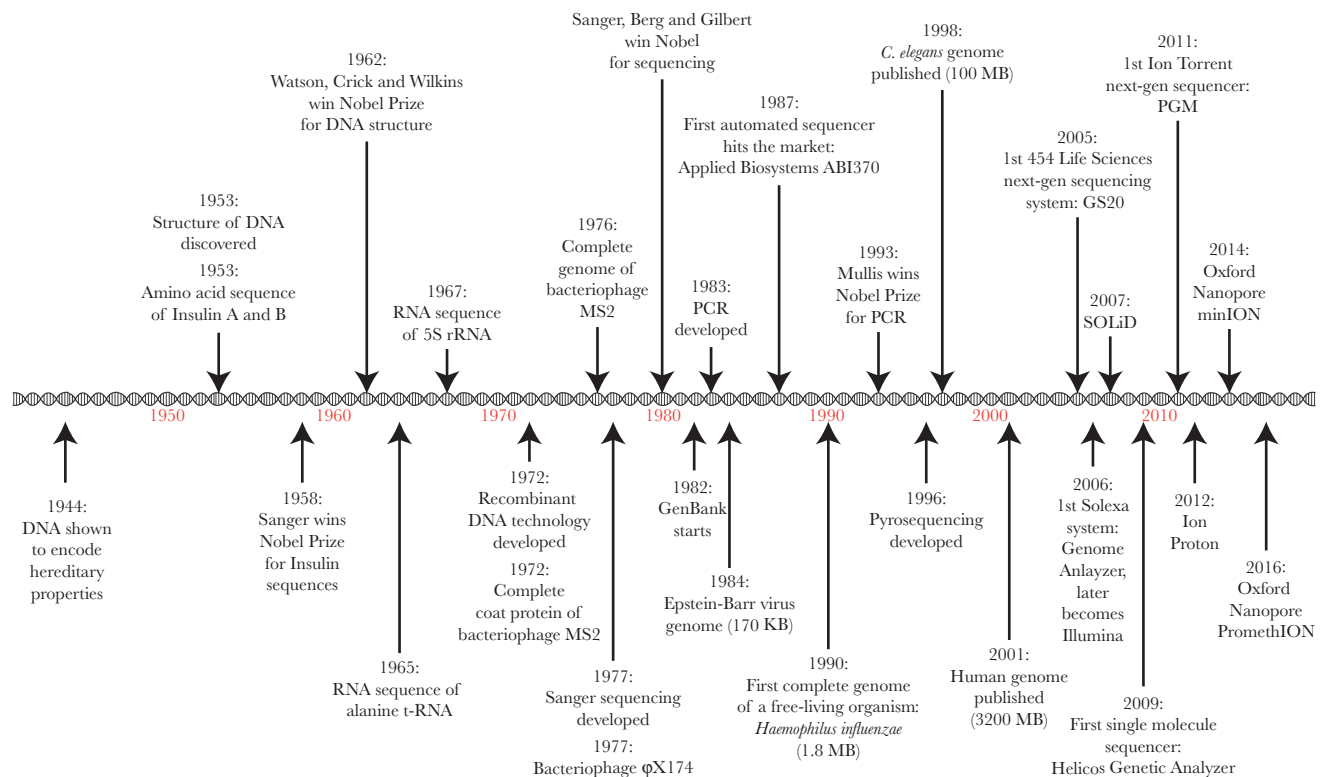 Sanger, Berg and Gilbert
win Nobel
for sequencing
1998:
C. elegans genome
published (100 MB)
2011:
1st Ion Torrent
next-gen sequencer:
PGM
1962:
Watson, Crick and Wilkins
win Nobel Prize
for DNA structure
1987:
First automated sequencer
hits the market:
Applied Biosystems ABI370
2005:
1st 454 Life Sciences
next-gen sequencing
system: GS20
1953:
Structure of DNA
discovered
1953:
Amino acid sequence
of Insulin A and B
1967:
RNA sequence
of 5S rRNA
1976:
Complete
genome of
bacteriophage
MS2
1983:
PCR
developed
1993:
Mullis wins
Nobel Prize
for PCR
2007:
SOLiD
2014:
Oxford
Nanopore
minION
1950
1960
1970
1980
1990
2000
2010
1944:
DNA shown
to encode
hereditary
properties
1958:
Sanger wins
Nobel Prize
for Insulin
sequences
1965:
RNA sequence of
alanine t-RNA
1972:
Recombinant
DNA technology
developed
1972:
Complete
coat protein of
bacteriophage MS2
1977:
Sanger sequencing
developed
1977:
Bacteriophage φX174
1982:
GenBank
starts
1984:
Epstein-Barr virus
genome (170 KB)
1990:
First complete genome
of a free-living organism:
Haemophilus influenzae
(1.8 MB)
1996:
Pyrosequencing
developed
2001:
Human genome
published
(3200 MB)
2006:
1st Solexa
system:
Genome
Anlayzer,
later
becomes
Illumina
2009:
First single molecule
sequencer:
Helicos Genetic Analyzer
2012:
Ion
Proton
2016:
Oxford
Nanopore
PromethION